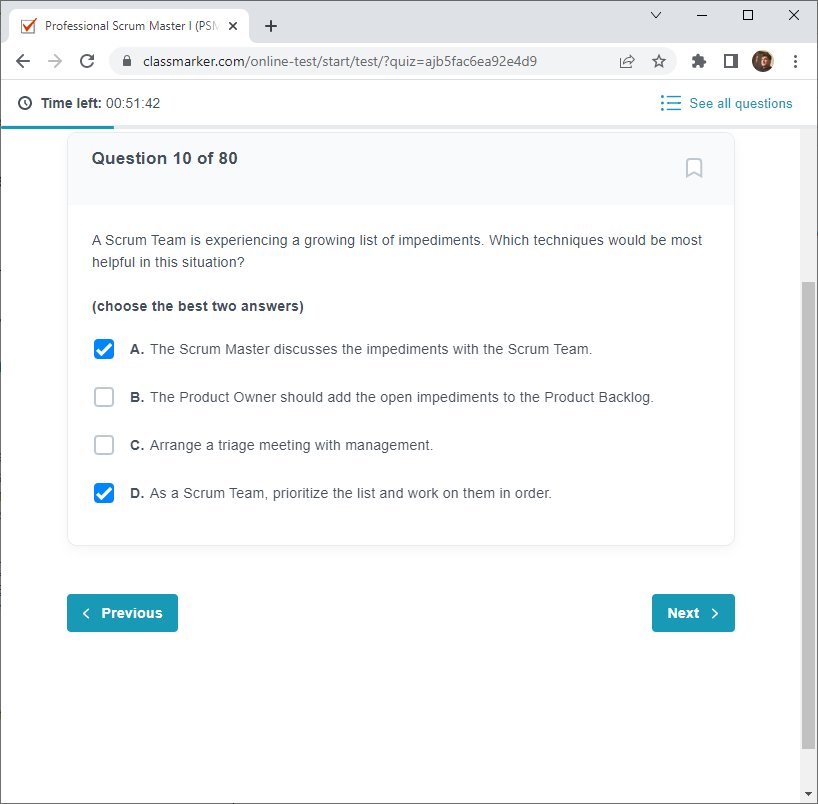 Professional Scrum Master I (PSM
classmarker.com/online-test/start/test/?quiz=ajb5fac6ea92e4d9
Time left: 00:51:42
See all questions
Question 10 of 80
A Scrum Team is experiencing a growing list of impediments. Which techniques would be most
helpful in this situation?
(choose the best two answers)
A. The Scrum Master discusses the impediments with the Scrum Team.
B. The Product Owner should add the open impediments to the Product Backlog.
C. Arrange a triage meeting with management.
D. As a Scrum Team, prioritize the list and work on them in order.
Previous
Next